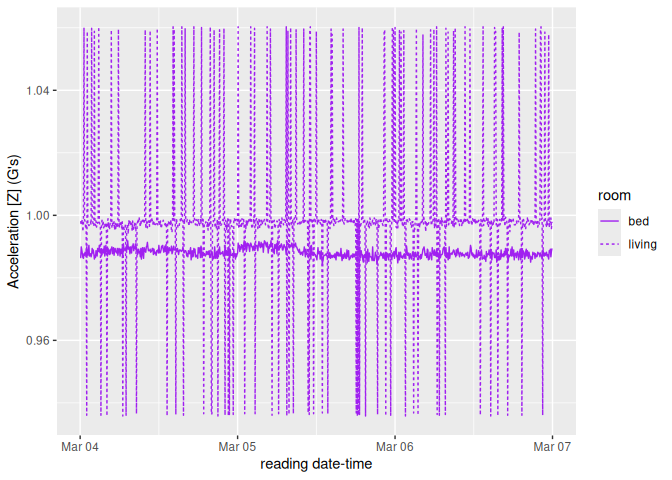 1.04
1.00
0.96
Acceleration [Z] (G's)
Mar 04
Mar 05
Mar 06
Mar 07
reading date-time
room
bed
living